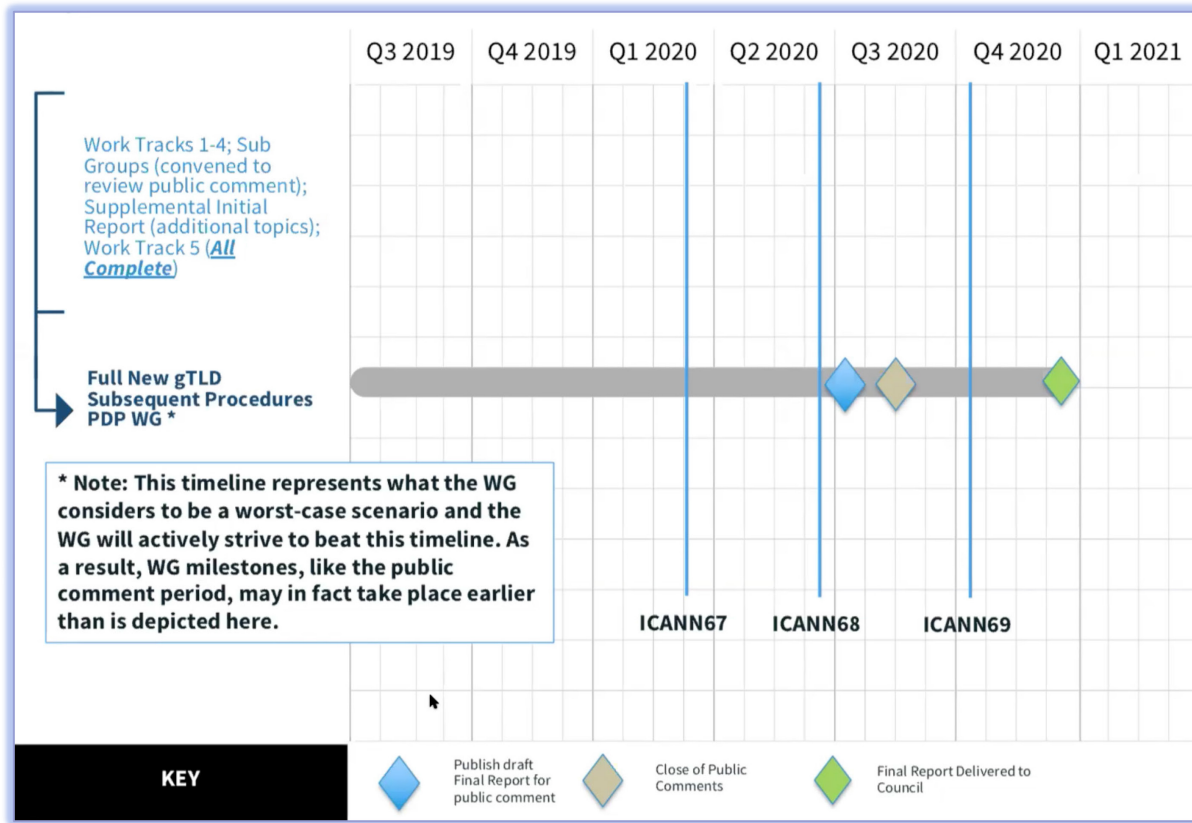 Q3 2019 Q4 2019 Q1 2020 Q2 2020 Q3 2020 Q4 2020 Q1 2021
Work Tracks 1-4; Sub
Groups (convened to
review public comment);
Supplemental Initial
Report (additional topics);
Work Track 5 (All
Complete)
Full New gTLD
Subsequent Procedures
PDP WG *
* Note: This timeline represents what the WG
considers to be a worst-case scenario and the
WG will actively strive to beat this timeline. As
a result, WG milestones, like the public
comment period, may in fact take place earlier
than is depicted here.
ICANN67 ICANN68 ICANN69
KEY
Publish draft
Final Report for
public comment
Close of Public
Comments
Final Report Delivered to
Council